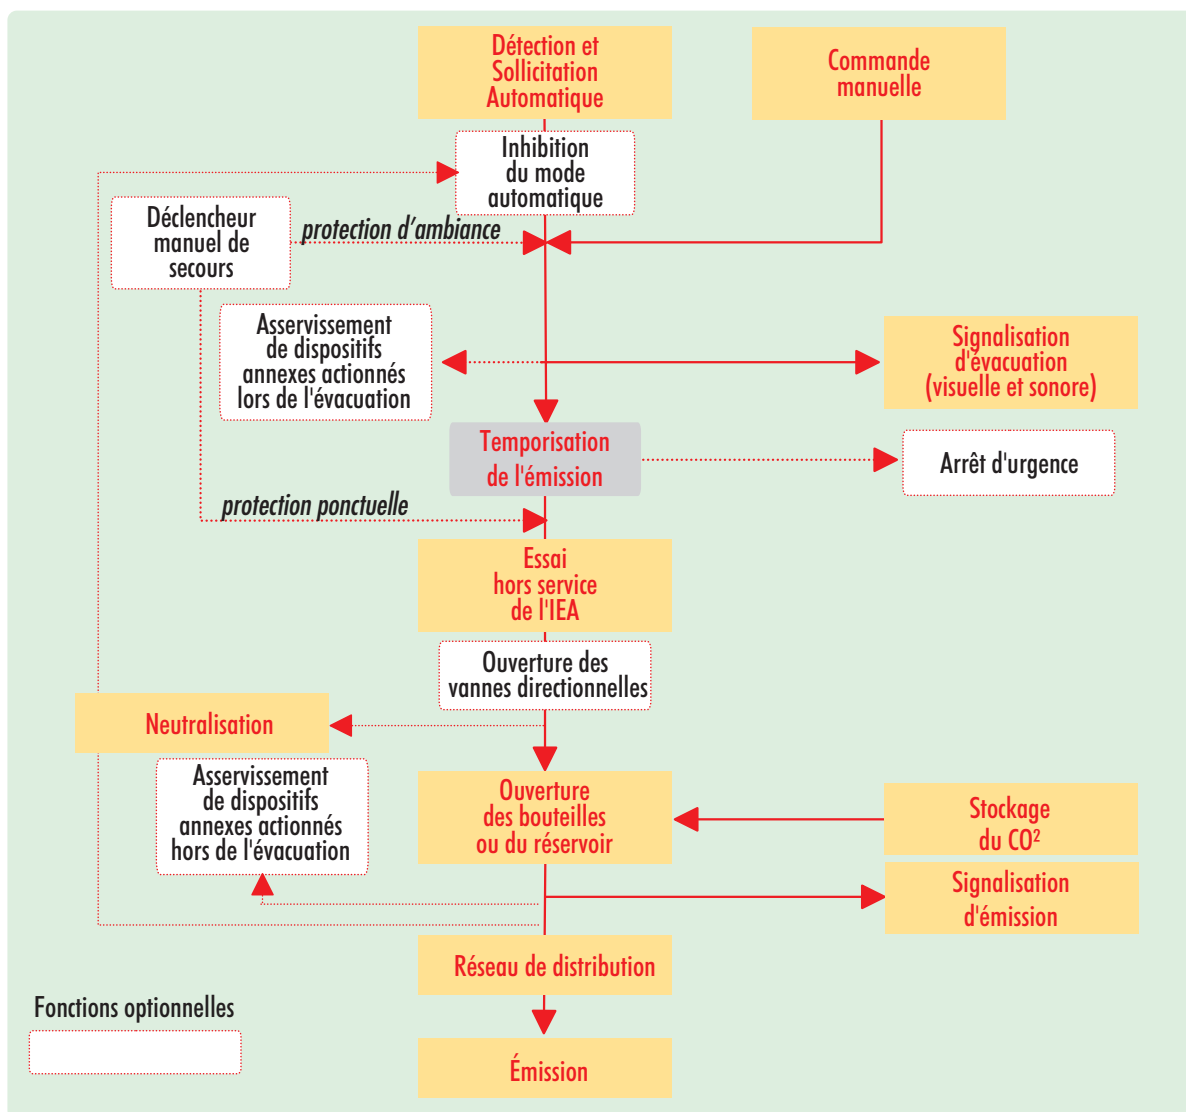 Détection et
Sollicitation
Automatique
Commande
manuelle
Inhibition
du mode
automatique
Déclencheur
manuel de
secours
protection d'ambiance
Asservissement
de dispositifs
annexes actionnés
lors de l'évacuation
Signalisation
d'évacuation
(visuelle et sonore)
Temporisation
de l'émission
Arrêt d'urgence
protection ponctuelle
Essai
hors service
de l'IEA
Ouverture des
vannes directionnelles
Neutralisation
Asservissement
de dispositifs
annexes actionnés
hors de l'évacuation
Ouverture
des bouteilles
ou du réservoir
Stockage
du CO²
Signalisation
d'émission
Réseau de distribution
Fonctions optionnelles
Émission